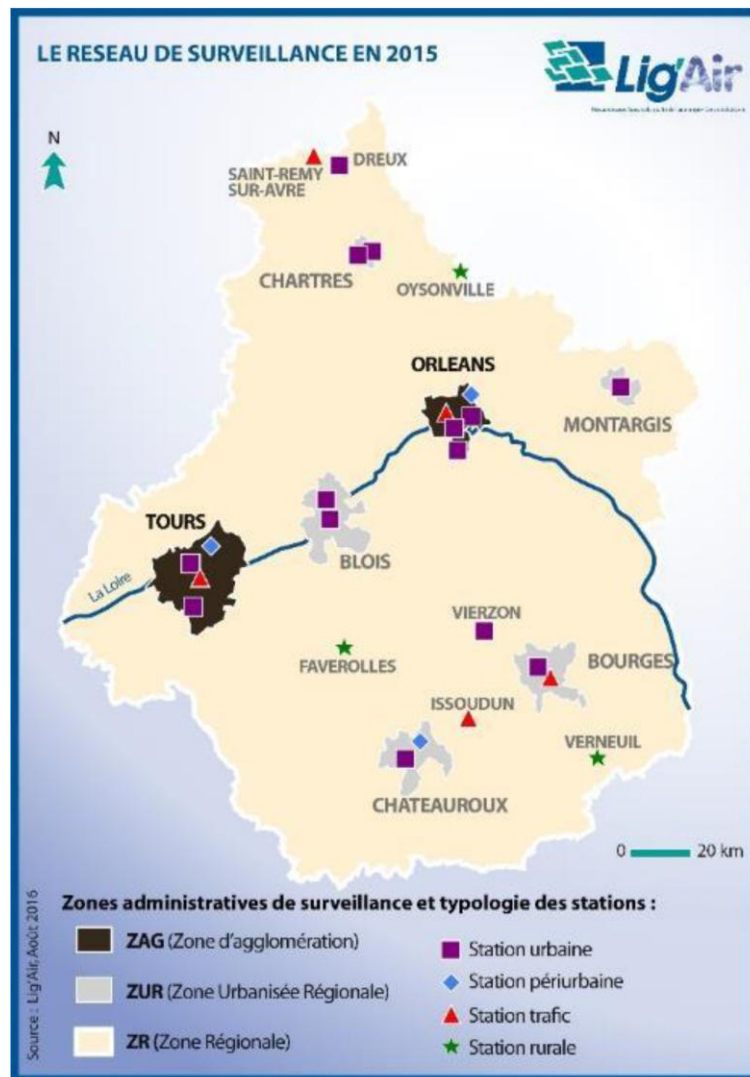 LE RESEAU DE SURVEILLANCE EN 2015
Lig'Air
N
DREUX
SAINT-REMY
SUR-AVRE
CHARTRES
OYSONVILLE
ORLEANS
MONTARGIS
TOURS
BLOIS
La Loire
VIERZON
FAVEROLLES
BOURGES
ISSOUDUN
VERNEUIL
CHATEAUROUX
0 20 km
Zones administratives de surveillance et typologie des stations :
ZAG (Zone d'agglomération)
ZUR (Zone Urbanisée Régionale)
ZR (Zone Régionale)
Station urbaine
Station périurbaine
Station trafic
Station rurale
Source : Lig'Air, Août 2016